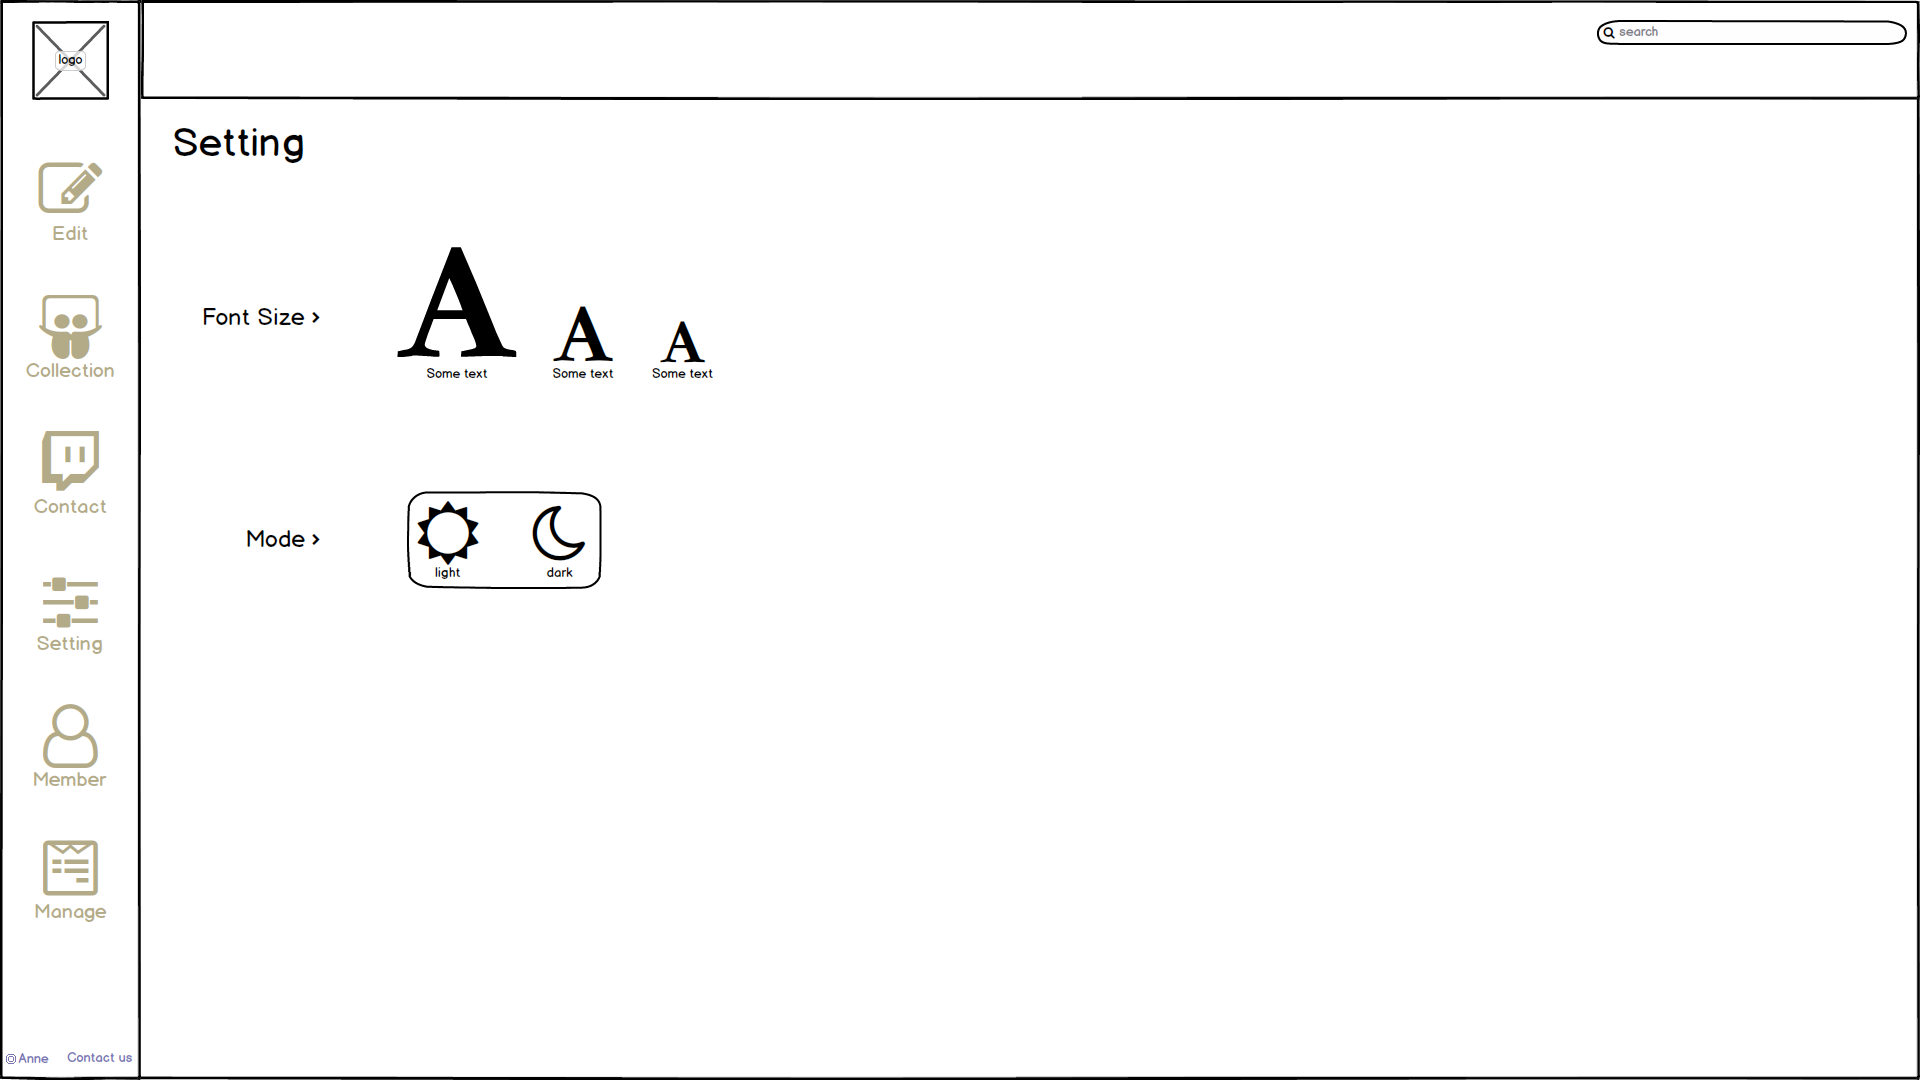 logo
search
Setting
Edit
Font Size >
A A A
Some text Some text Some text
Collection
Contact
Mode >
light dark
Setting
Member
Manage
© Anne Contact us